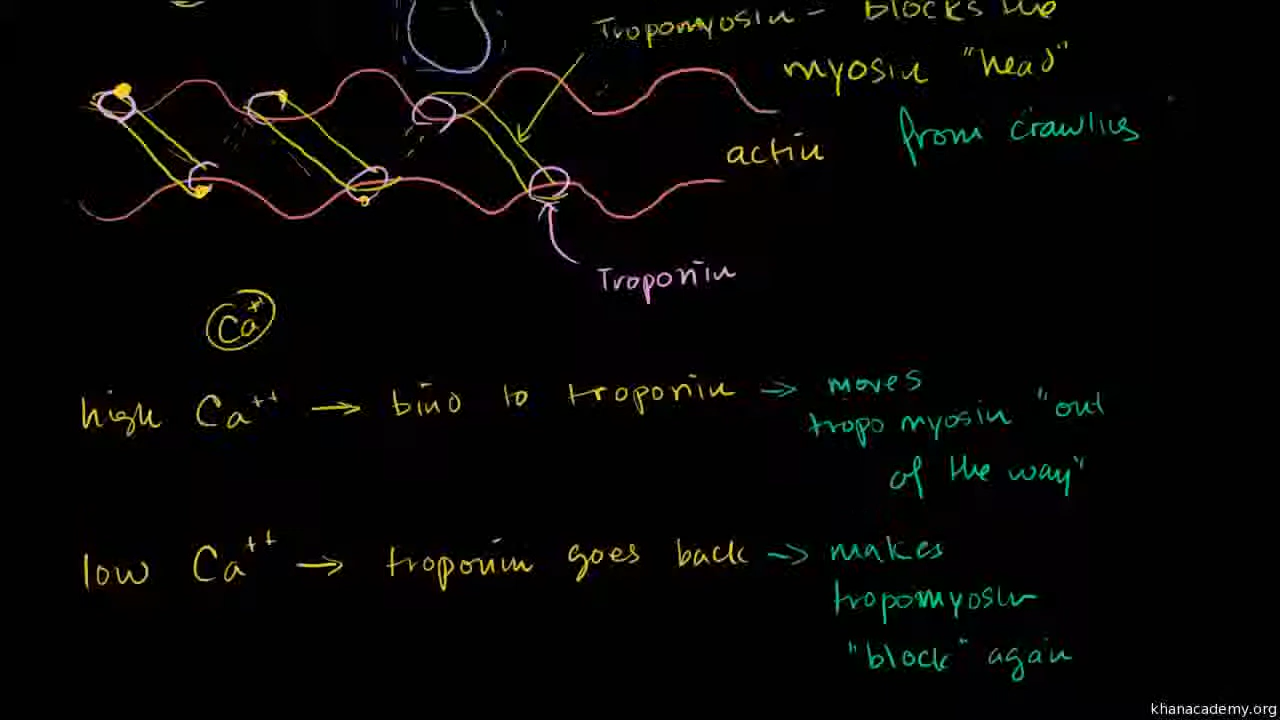 Tropomyosin - blocks the
myosin "head"
from crawling
actin
Troponin
Ca++
high Ca++ → bind to troponin → moves
tropomyosin "out
of the way"
low Ca++ → troponin goes back → makes
tropomyosin
"block" again
khanacademy.org